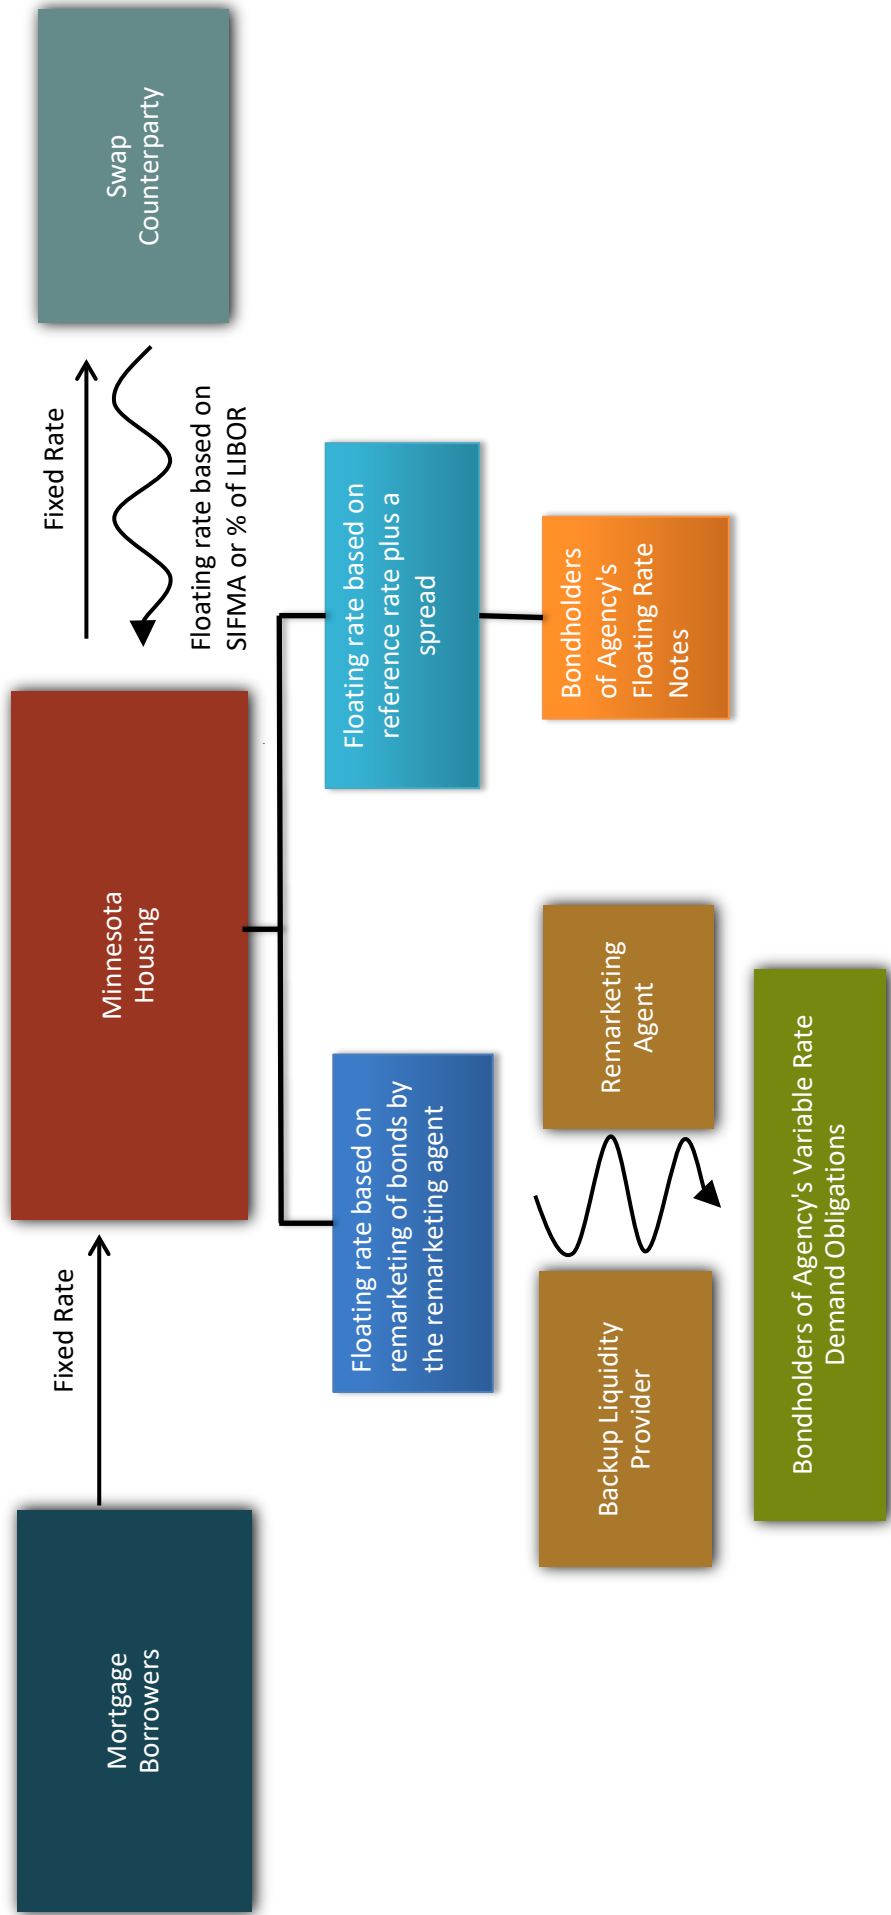 Mortgage
Borrowers
Fixed Rate
Minnesota
Housing
Fixed Rate
Floating rate based on
SIFMA or % of LIBOR
Swap
Counterparty
Floating rate based on
remarketing of bonds by
the remarketing agent
Floating rate based on
reference rate plus a
spread
Backup Liquidity
Provider
Remarketing
Agent
Bondholders
of Agency's
Floating Rate
Notes
Bondholders of Agency's Variable Rate
Demand Obligations